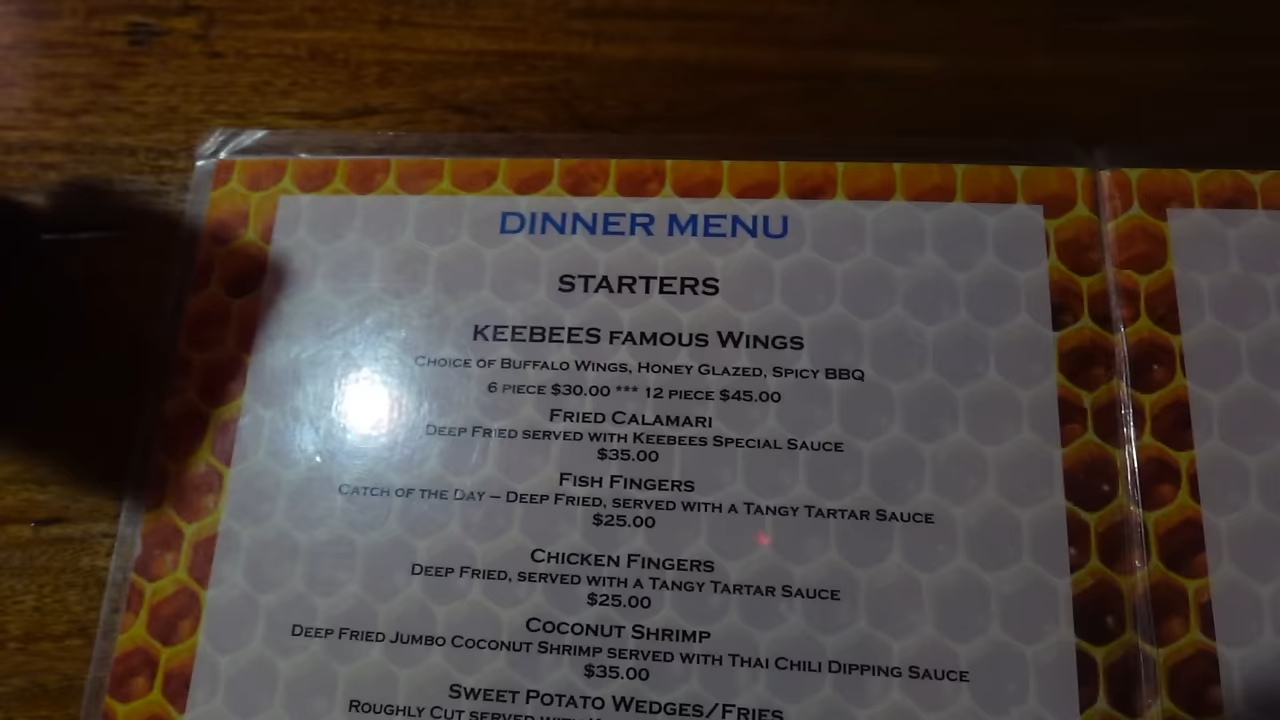 DINNER MENU
STARTERS
KEEBEES FAMOUS WINGS
CHOICE OF BUFFALO WINGS, HONEY GLAZED, SPICY BBQ
6 PIECE $30.00 *** 12 PIECE $45.00
FRIED CALAMARI
DEEP FRIED SERVED WITH KEEBEES SPECIAL SAUCE
$35.00
FISH FINGERS
CATCH OF THE DAY – DEEP FRIED, SERVED WITH A TANGY TARTAR SAUCE
$25.00
CHICKEN FINGERS
DEEP FRIED, SERVED WITH A TANGY TARTAR SAUCE
$25.00
COCONUT SHRIMP
DEEP FRIED JUMBO COCONUT SHRIMP SERVED WITH THAI CHILI DIPPING SAUCE
$35.00
SWEET POTATO WEDGES/FRIES
ROUGHLY CUT SERVED WITH